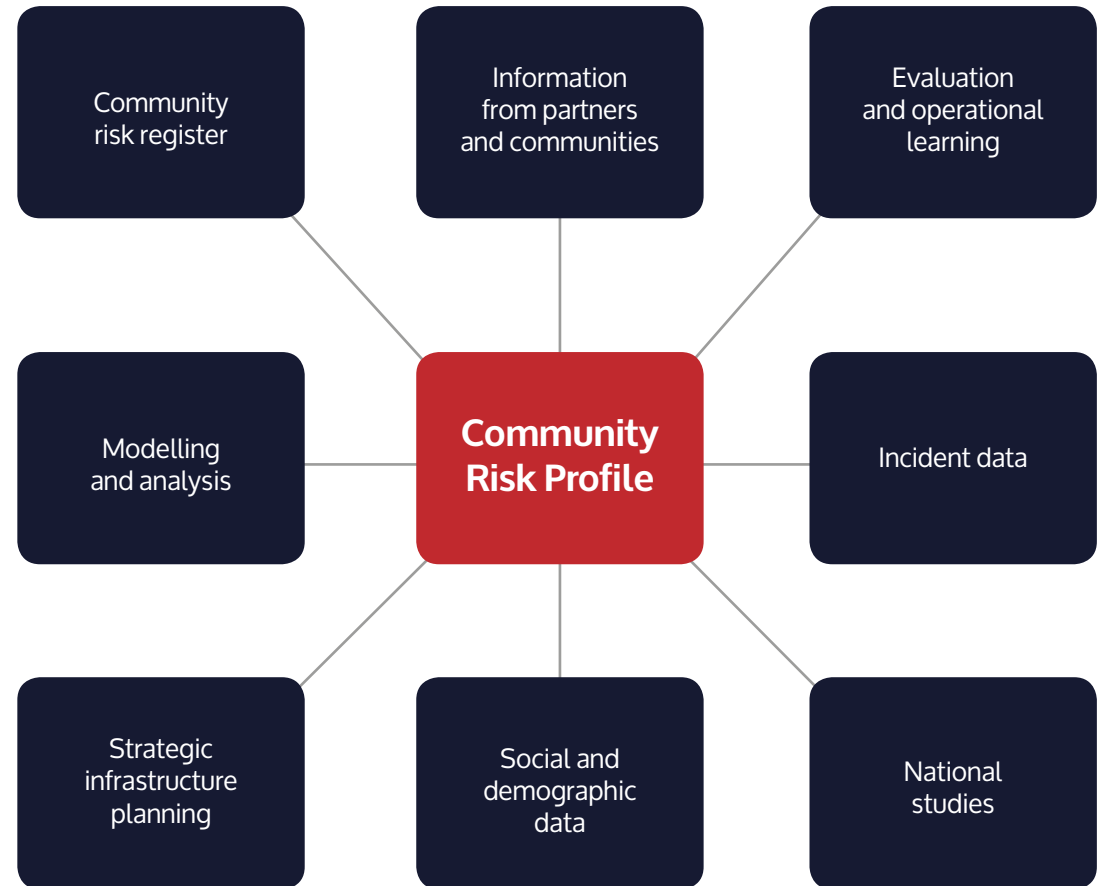 Community
risk register
Information
from partners
and communities
Evaluation
and operational
learning
Modelling
and analysis
Community
Risk Profile
Incident data
Strategic
infrastructure
planning
Social and
demographic
data
National
studies